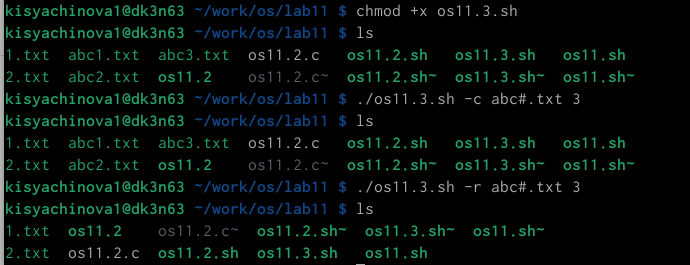 kisyachinova1@dk3n63 ~/work/os/lab11 $ chmod +x os11.3.sh
kisyachinova1@dk3n63 ~/work/os/lab11 $ ls
1.txt abc1.txt abc3.txt os11.2.c os11.2.sh os11.3.sh os11.sh
2.txt abc2.txt os11.2 os11.2.c~ os11.2.sh~ os11.3.sh~ os11.sh~
kisyachinova1@dk3n63 ~/work/os/lab11 $ ./os11.3.sh -c abc#.txt 3
kisyachinova1@dk3n63 ~/work/os/lab11 $ ls
1.txt abc1.txt abc3.txt os11.2.c os11.2.sh os11.3.sh os11.sh
2.txt abc2.txt os11.2 os11.2.c~ os11.2.sh~ os11.3.sh~ os11.sh~
kisyachinova1@dk3n63 ~/work/os/lab11 $ ./os11.3.sh -r abc#.txt 3
kisyachinova1@dk3n63 ~/work/os/lab11 $ ls
1.txt os11.2 os11.2.c~ os11.2.sh~ os11.3.sh~ os11.sh~
2.txt os11.2.c os11.2.sh os11.3.sh os11.sh